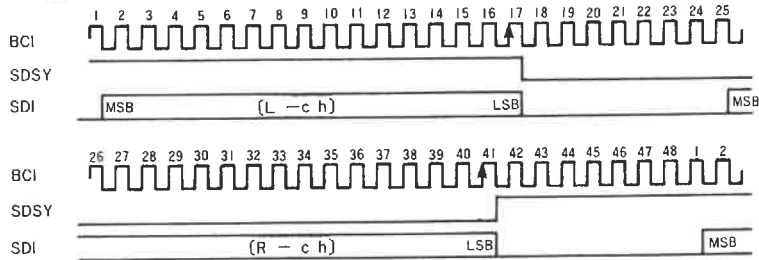 1 2 3 4 5 6 7 8 9 10 11 12 13 14 15 16 17 18 19 20 21 22 23 24 25
BCI
SDSY
SDI MSB (L - c h) LSB MSB
26 27 28 29 30 31 32 33 34 35 36 37 38 39 40 41 42 43 44 45 46 47 48 1 2
BCI
SDSY
SDI (R - c h) LSB MSB